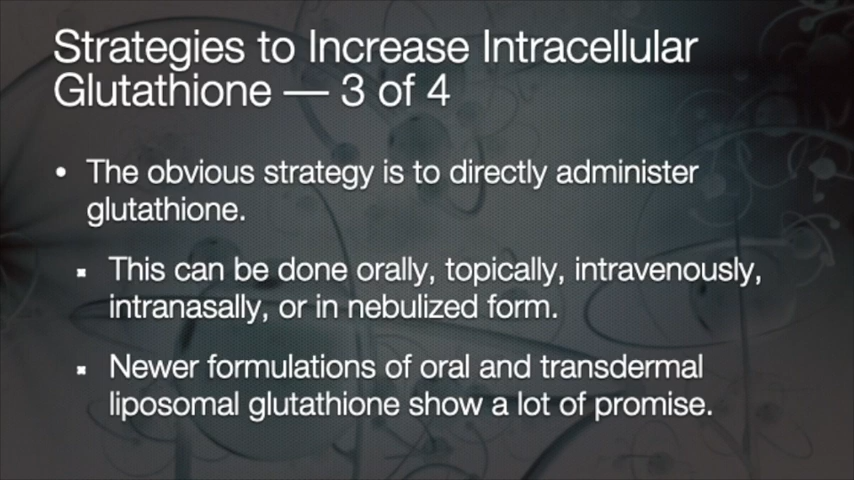 Strategies to Increase Intracellular
Glutathione — 3 of 4
• The obvious strategy is to directly administer
glutathione.
▪ This can be done orally, topically, intravenously,
intranasally, or in nebulized form.
▪ Newer formulations of oral and transdermal
liposomal glutathione show a lot of promise.